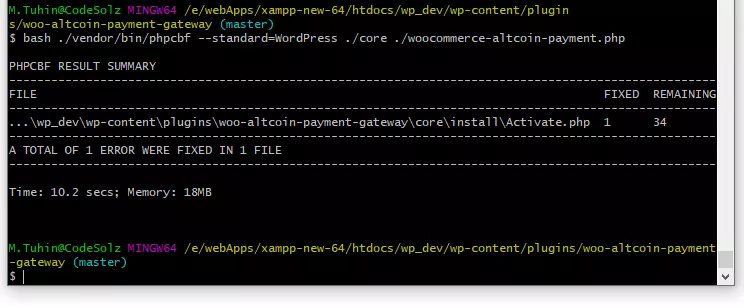 M.Tuhin@CodeSolz MINGW64 /e/webApps/xampp-new-64/htdocs/wp_dev/wp-content/plugin
s/woo-altcoin-payment-gateway (master)
$ bash ./vendor/bin/phpcbf --standard=WordPress ./core ./woocommerce-altcoin-payment.php
PHPCBF RESULT SUMMARY
--------------------------------------------------------------------------------
FILE FIXED REMAINING
--------------------------------------------------------------------------------
...\wp_dev\wp-content\plugins\woo-altcoin-payment-gateway\core\install\Activate.php 1 34
--------------------------------------------------------------------------------
A TOTAL OF 1 ERROR WERE FIXED IN 1 FILE
--------------------------------------------------------------------------------
Time: 10.2 secs; Memory: 18MB
M.Tuhin@CodeSolz MINGW64 /e/webApps/xampp-new-64/htdocs/wp_dev/wp-content/plugins/woo-altcoin-payment
-gateway (master)
$